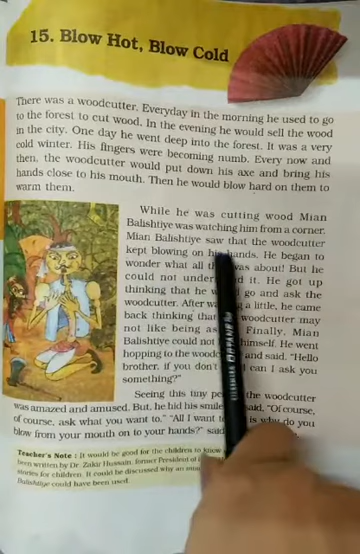 15. Blow Hot, Blow Cold
There was a woodcutter. Everyday in the morning he used to go
to the forest to cut wood. In the evening he would sell the wood
in the city. One day he went deep into the forest. It was a very
cold winter. His fingers were becoming numb. Every now and
then, the woodcutter would put down his axe and bring his
hands close to his mouth. Then he would blow hard on them to
warm them.
While he was cutting wood Mian
Balishtiye was watching him from a corner.
Mian Balishtiye saw that the woodcutter
kept blowing on his hands. He began to
wonder what all was about! But he
could not it. He got up
thinking that he go and ask the
woodcutter. After a little, he came
back thinking that woodcutter may
not like being Finally, Mian
Balishtiye could not himself. He went
hopping to the and said. "Hello
brother, if you don't can I ask you
something?"
Seeing this tiny the woodcutter
was amazed and amused. But, he hid his smile "Of course,
of course, ask what you want to." "All I want is why do you
blow from your mouth on to your hands?"
Teacher's Note : It would be good for the children to know
been written by Dr. Zakir Hussain, former President of
stories for children. It could be discussed why an
Balishtiye could have been used.